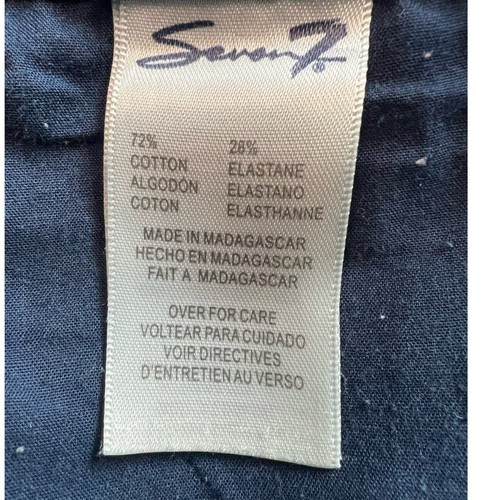 Seven7®
72% 28%
COTTON ELASTANE
ALGODÓN ELASTANO
COTON ELASTHANNE
MADE IN MADAGASCAR
HECHO EN MADAGASCAR
FAIT A MADAGASCAR
OVER FOR CARE
VOLTEAR PARA CUIDADO
VOIR DIRECTIVES
D'ENTRETIEN AU VERSO